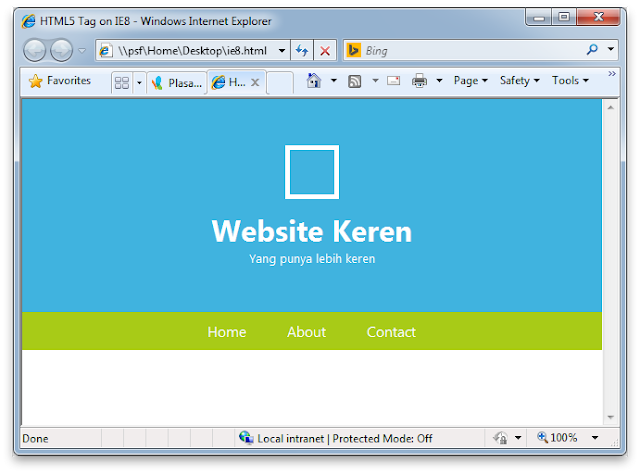 HTML5 Tag on IE8 - Windows Internet Explorer
\\psf\Home\Desktop\ie8.html
Bing
Favorites
Plasa...
H...
Page
Safety
Tools
»
Website Keren
Yang punya lebih keren
Home About Contact
Done
Local intranet | Protected Mode: Off
100%